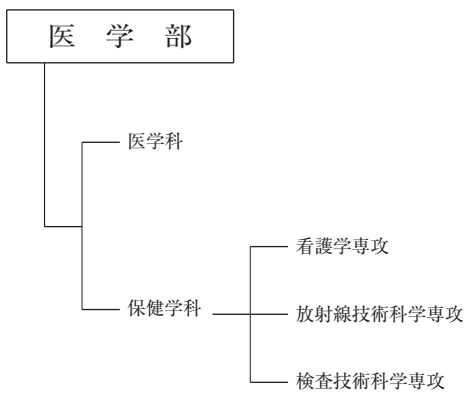 医学部
医学科
保健学科
看護学専攻
放射線技術科学専攻
検査技術科学専攻